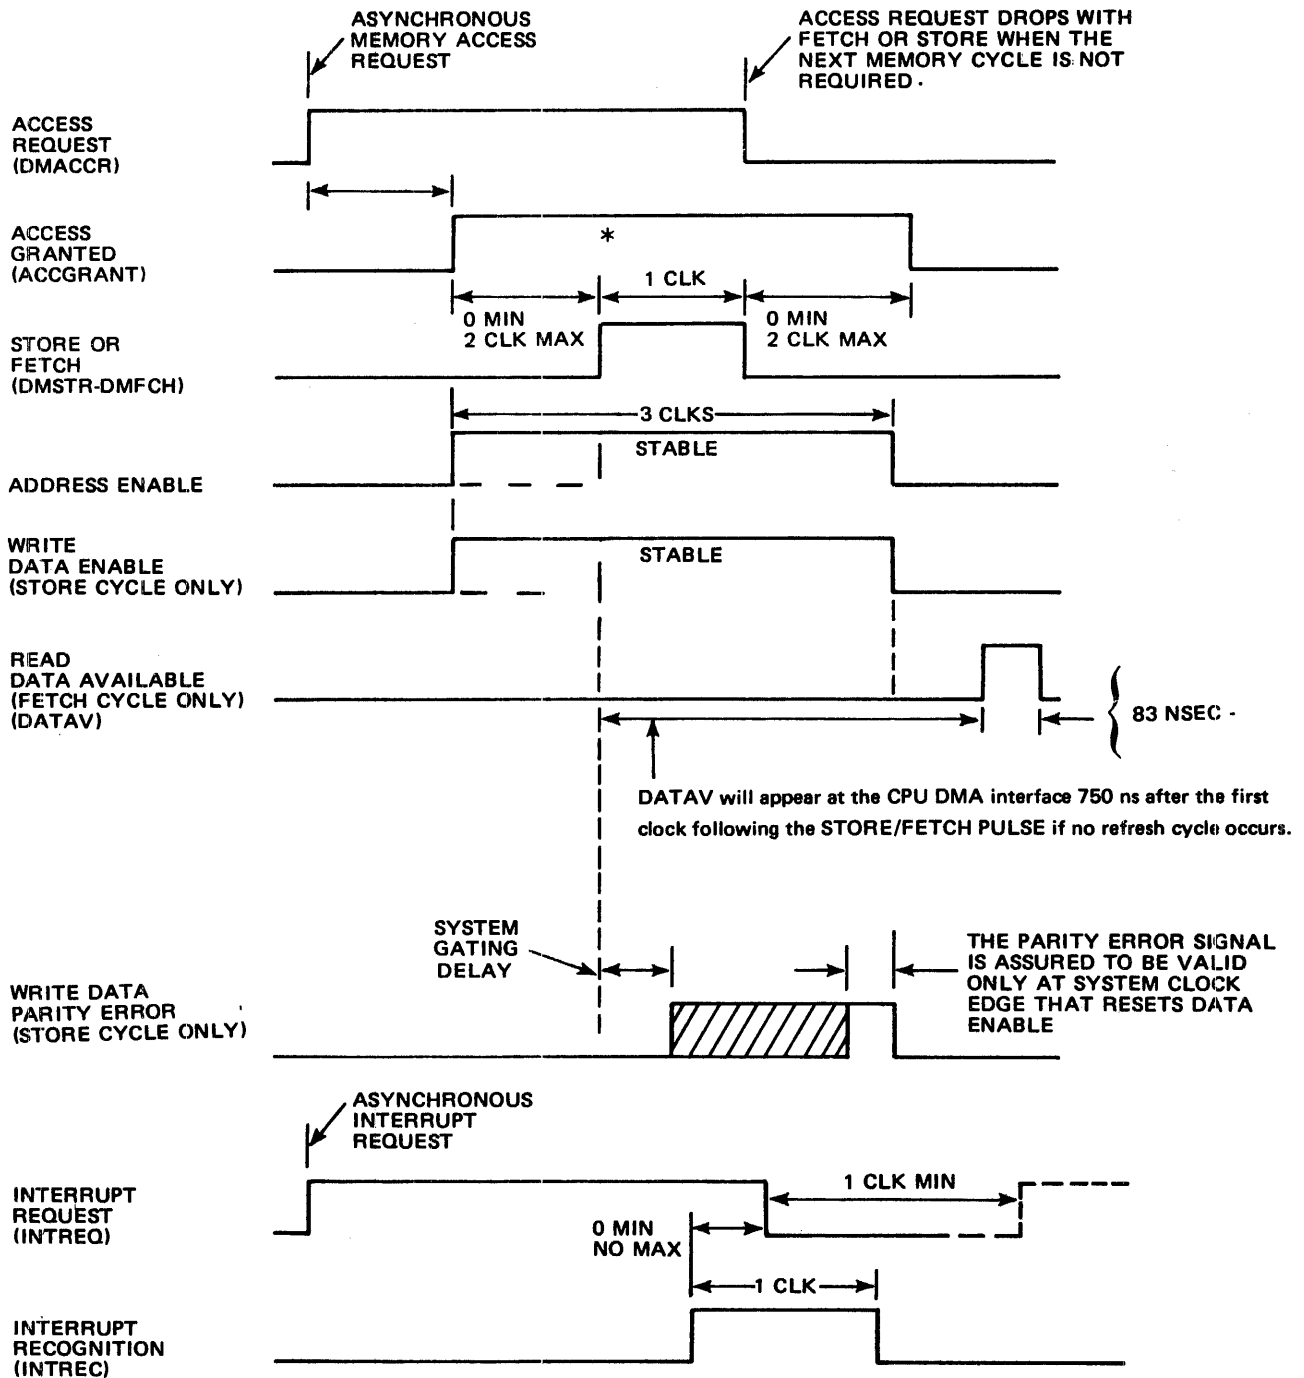 ASYNCHRONOUS
MEMORY ACCESS
REQUEST
ACCESS REQUEST DROPS WITH
FETCH OR STORE WHEN THE
NEXT MEMORY CYCLE IS NOT
REQUIRED.
ACCESS
REQUEST
(DMACCR)
ACCESS
GRANTED
(ACCGRANT)
*
1 CLK
0 MIN
2 CLK MAX
0 MIN
2 CLK MAX
STORE OR
FETCH
(DMSTR-DMFCH)
3 CLKS
STABLE
ADDRESS ENABLE
WRITE
DATA ENABLE
(STORE CYCLE ONLY)
STABLE
READ
DATA AVAILABLE
(FETCH CYCLE ONLY)
(DATAV)
83 NSEC
DATAV will appear at the CPU DMA interface 750 ns after the first
clock following the STORE/FETCH PULSE if no refresh cycle occurs.
SYSTEM
GATING
DELAY
THE PARITY ERROR SIGNAL
IS ASSURED TO BE VALID
ONLY AT SYSTEM CLOCK
EDGE THAT RESETS DATA
ENABLE
WRITE DATA
PARITY ERROR
(STORE CYCLE ONLY)
ASYNCHRONOUS
INTERRUPT
REQUEST
INTERRUPT
REQUEST
(INTREQ)
1 CLK MIN
0 MIN
NO MAX
1 CLK
INTERRUPT
RECOGNITION
(INTREC)